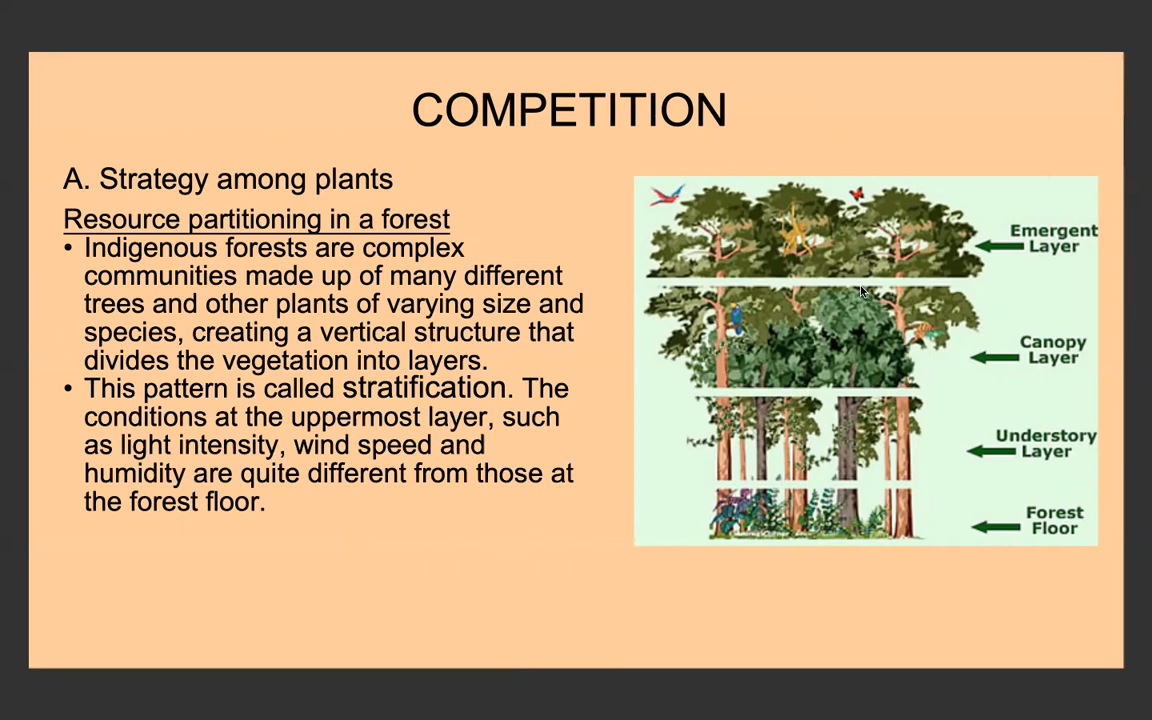 COMPETITION
A. Strategy among plants
Resource partitioning in a forest
• Indigenous forests are complex
communities made up of many different
trees and other plants of varying size and
species, creating a vertical structure that
divides the vegetation into layers.
• This pattern is called stratification. The
conditions at the uppermost layer, such
as light intensity, wind speed and
humidity are quite different from those at
the forest floor.
Emergent
Layer
Canopy
Layer
Understory
Layer
Forest
Floor